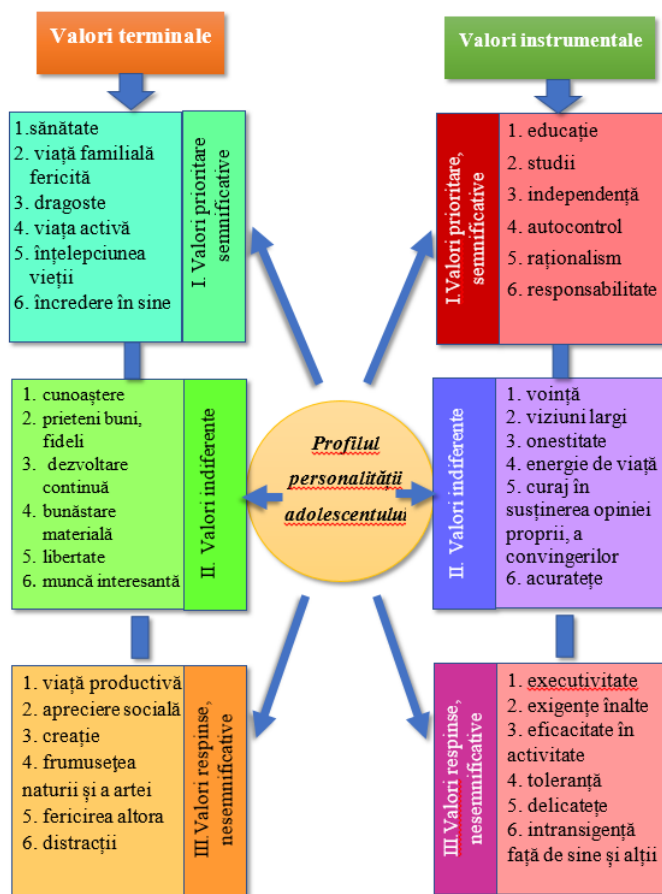 Valori terminale
1.sănătate
2. viață familială
fericită
3. dragoste
4. viața activă
5. înțelepciunea
vieții
6. încredere în sine
I. Valori prioritare
semnificative
1. cunoaștere
2. prieteni buni,
fideli
3. dezvoltare
continuă
4. bunăstare
materială
5. libertate
6. muncă interesantă
II. Valori indiferente
1. viață productivă
2. apreciere socială
3. creație
4. frumusețea
naturii și a artei
5. fericirea altora
6. distracții
III. Valori respinse,
nesemnificative
Profilul
personalității
adolescentului
Valori instrumentale
I.Valori prioritare,
semnificative
1. educație
2. studii
3. independență
4. autocontrol
5. raționalism
6. responsabilitate
II. Valori indiferente
1. voință
2. viziuni largi
3. onestitate
4. energie de viață
5. curaj în
susținerea opiniei
proprii, a
convingerilor
6. acuratețe
III.Valori respinse,
nesemnificative
1. executivitate
2. exigențe înalte
3. eficacitate în
activitate
4. toleranță
5. delicatețe
6. intransigență
față de sine și alții